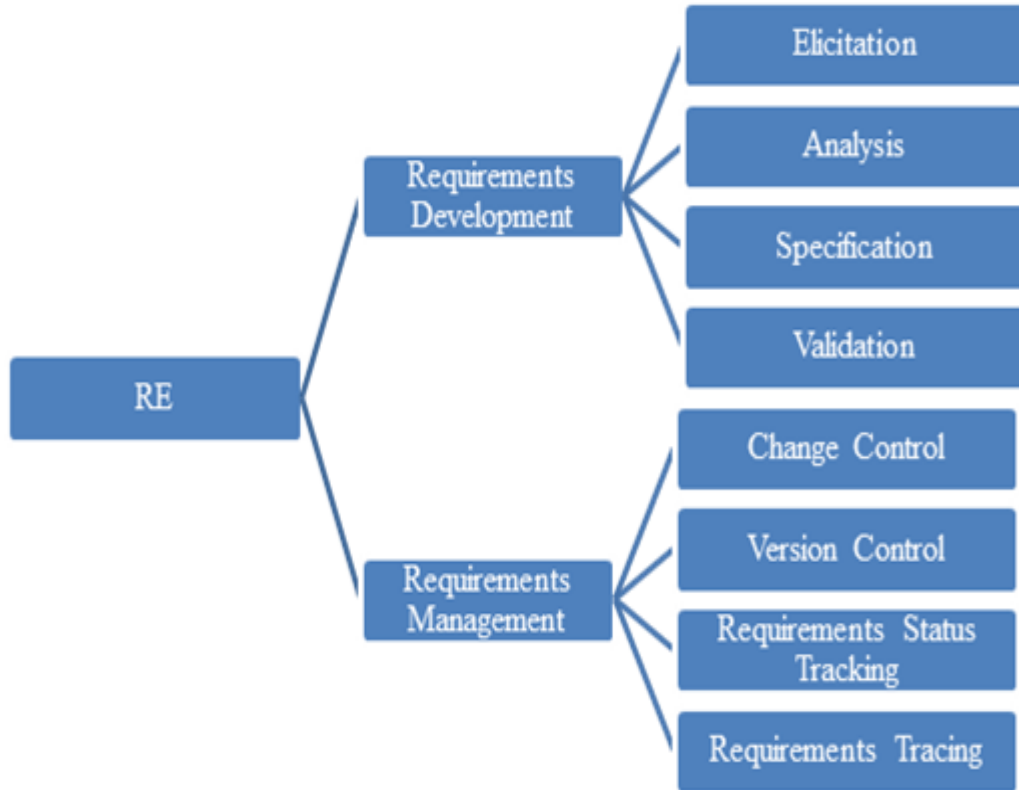 RE
Requirements
Development
Elicitation
Analysis
Specification
Validation
Requirements
Management
Change Control
Version Control
Requirements Status
Tracking
Requirements Tracing